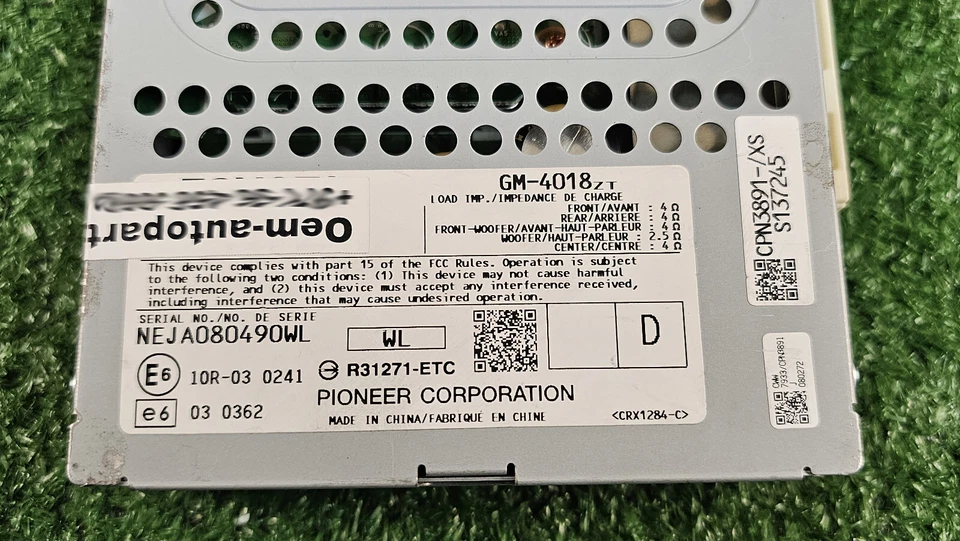 GM-4018ZT
LOAD IMP./IMPEDANCE DE CHARGE
FRONT/AVANT : 4 Ω
REAR/ARRIERE : 4 Ω
FRONT-WOOFER/AVANT-HAUT-PARLEUR : 4 Ω
WOOFER/HAUT-PARLEUR : 2.5 Ω
CENTER/CENTRE : 4 Ω
Oem-autopart
This device complies with part 15 of the FCC Rules. Operation is subject
to the following two conditions: (1) This device may not cause harmful
interference, and (2) this device must accept any interference received,
including interference that may cause undesired operation.
SERIAL NO./NO. DE SERIE
NEJA080490WL
WL
D
E6
10R-03 0241
R31271-ETC
PIONEER CORPORATION
e6
03 0362
MADE IN CHINA/FABRIQUÉ EN CHINE
<CRX1284-C>
CPN3891-/XS
S137245
CWW
7933/CPN3891
J
080272